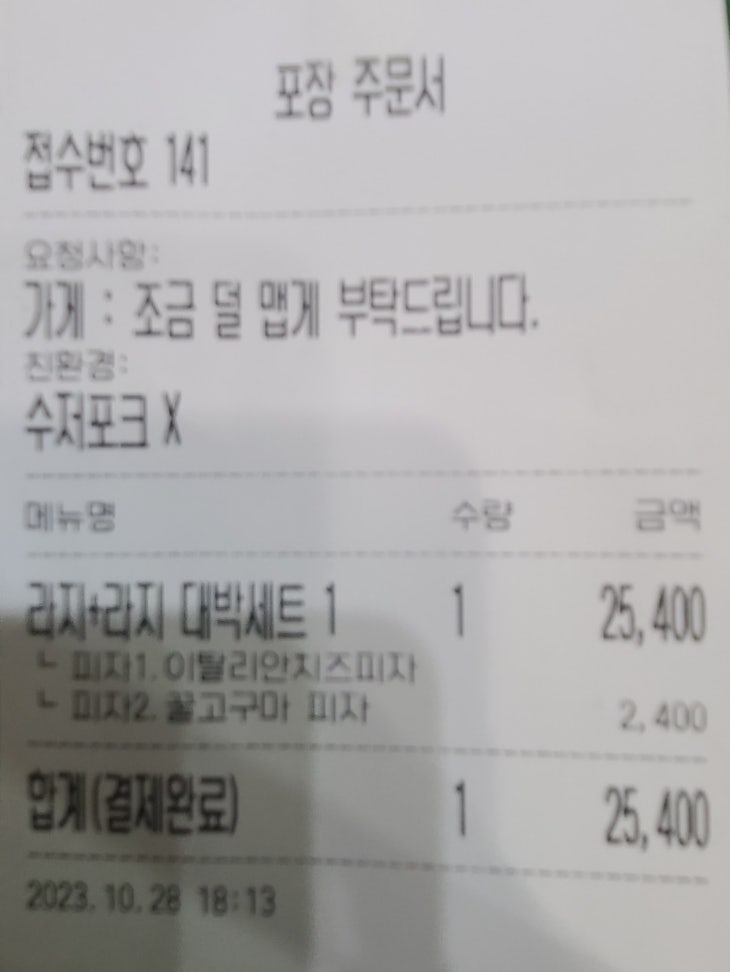 포장 주문서
접수번호 141
요청사항:
가게 : 조금 덜 맵게 부탁드립니다.
친환경:
수저포크 X
메뉴명 수량 금액
라지+라지 대박세트 1 1 25,400
ㄴ 피자1.이탈리안치즈피자
ㄴ 피자2.꿀고구마 피자 2,400
합계(결제완료) 1 25,400
2023.10.28 18:13